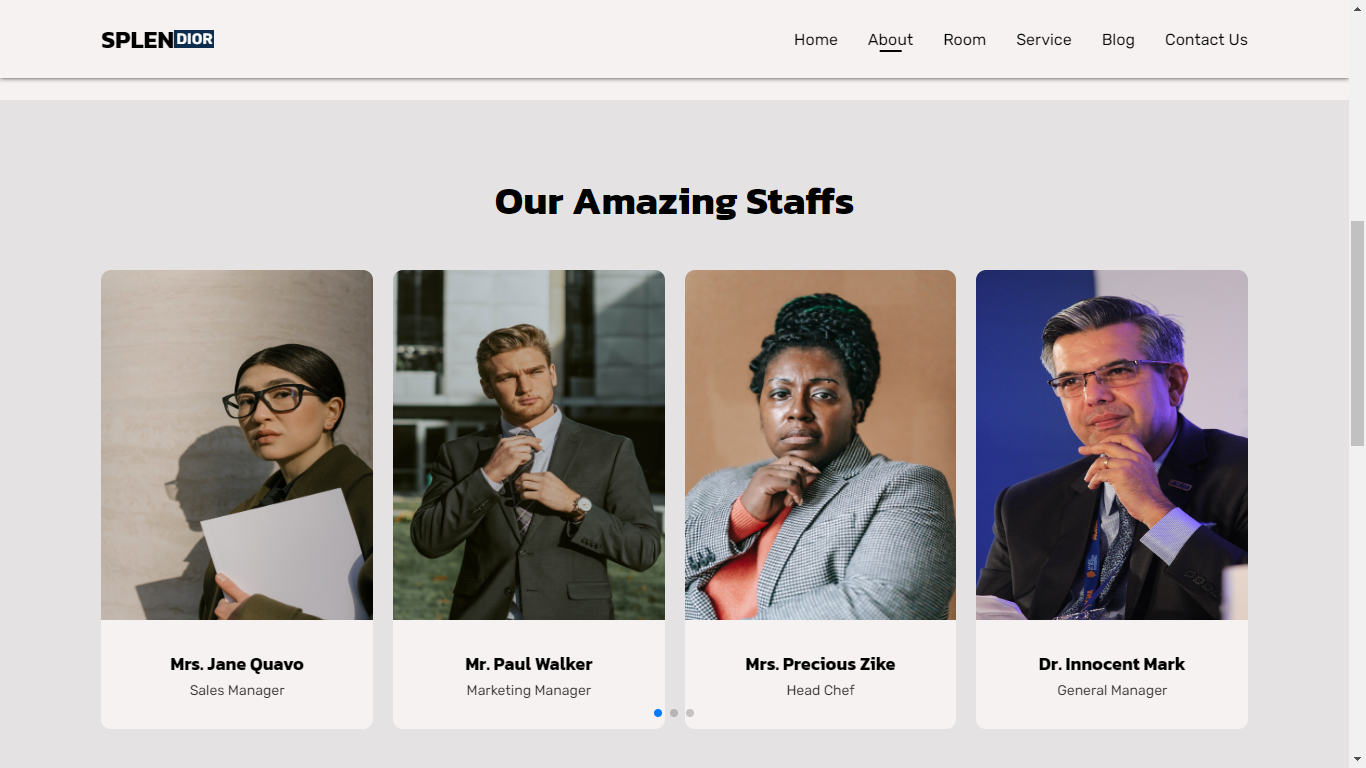 SPLENDIOR
Home About Room Service Blog Contact Us
Our Amazing Staffs
Mrs. Jane Quavo
Sales Manager
Mr. Paul Walker
Marketing Manager
Mrs. Precious Zike
Head Chef
Dr. Innocent Mark
General Manager